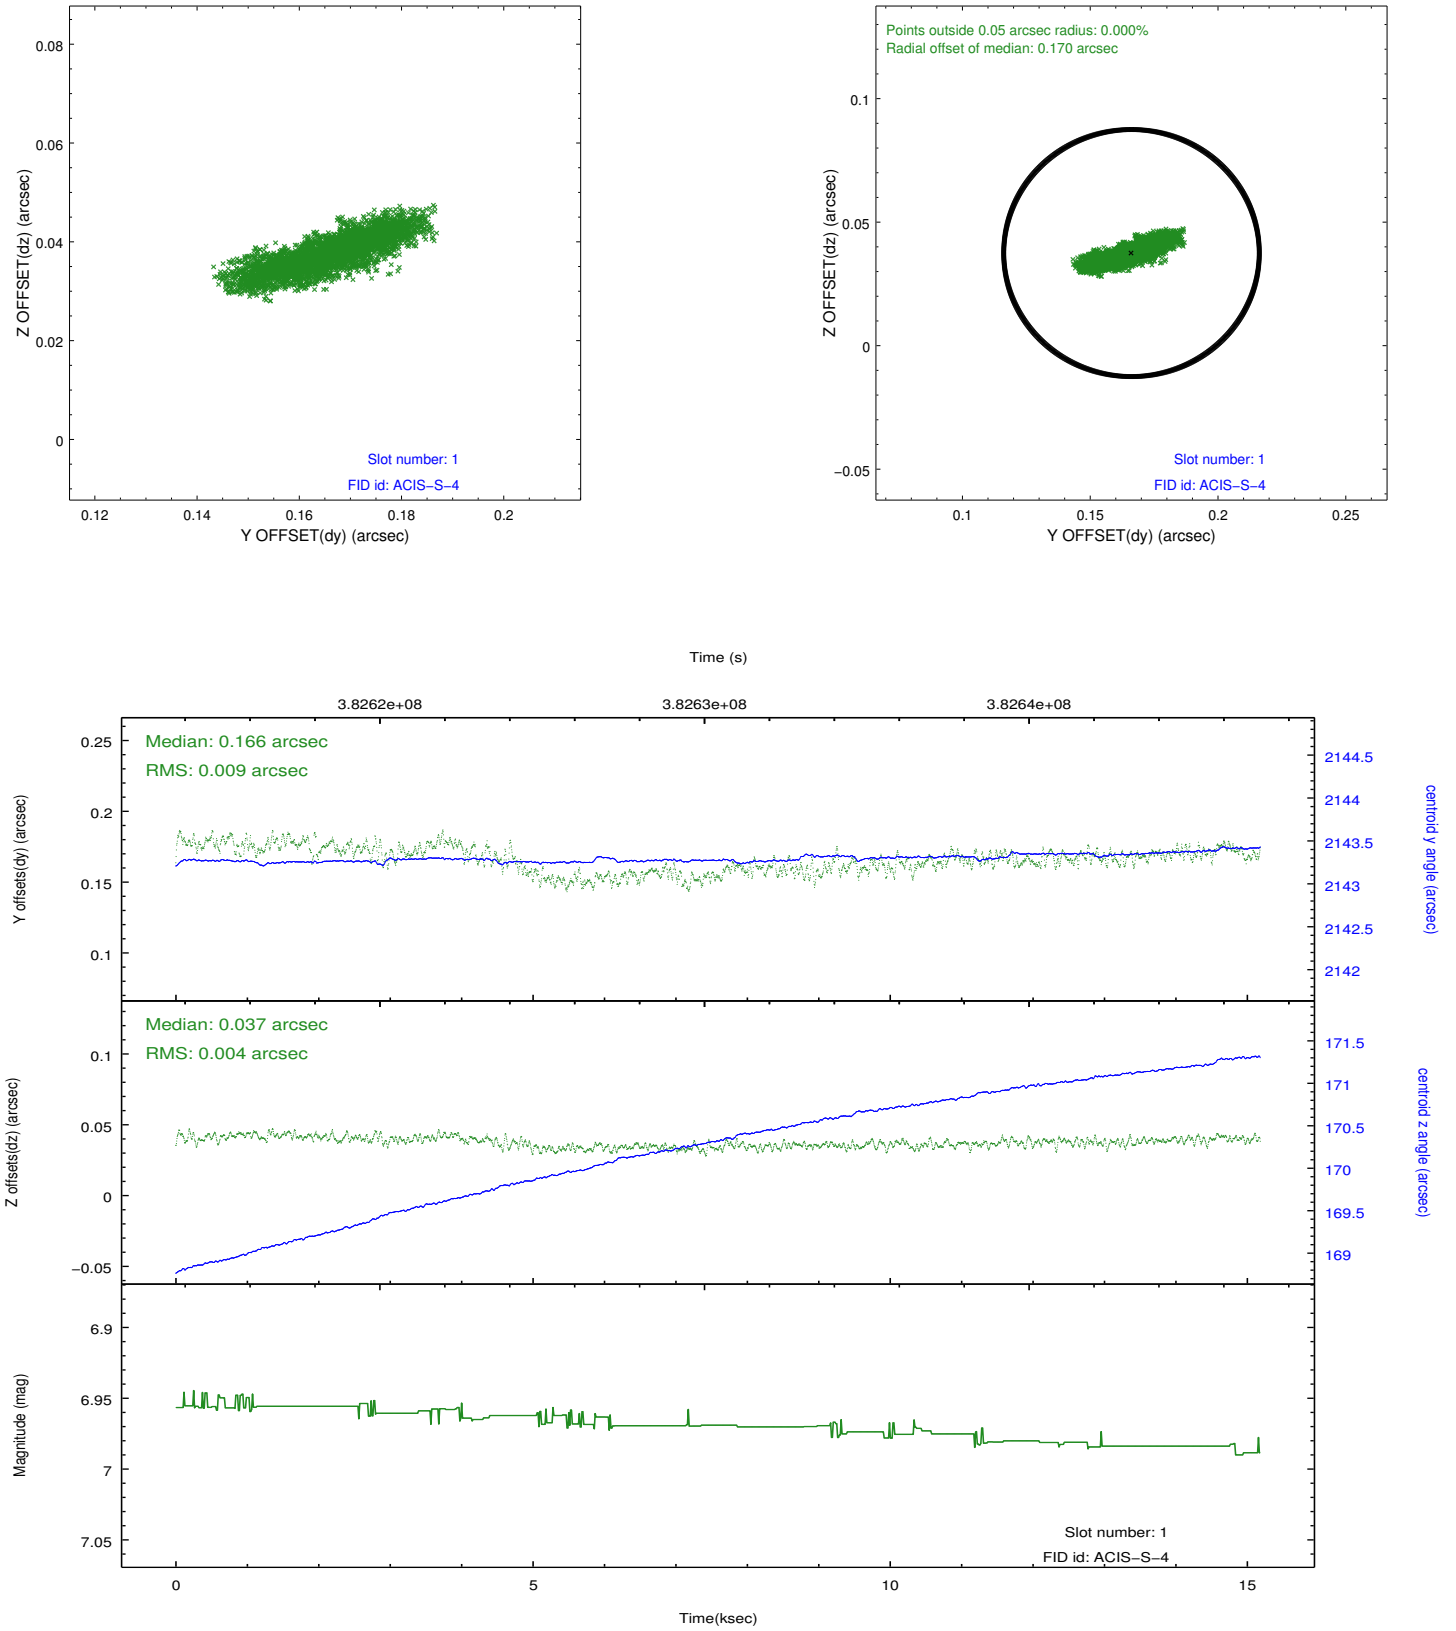 0.08
0.06
0.04
0.02
0
Z OFFSET(dz) (arcsec)
Slot number: 1
FID id: ACIS−S−4
0.12 0.14 0.16 0.18 0.2
Y OFFSET(dy) (arcsec)
Points outside 0.05 arcsec radius: 0.000%
Radial offset of median: 0.170 arcsec
0.1
0.05
0
−0.05
Z OFFSET(dz) (arcsec)
Slot number: 1
FID id: ACIS−S−4
0.1 0.15 0.2 0.25
Y OFFSET(dy) (arcsec)
Time (s)
3.8262e+08 3.8263e+08 3.8264e+08
Median: 0.166 arcsec
RMS: 0.009 arcsec
0.25
0.2
0.15
0.1
Y offsets(dy) (arcsec)
2144.5
2144
2143.5
2143
2142.5
2142
centroid y angle (arcsec)
Median: 0.037 arcsec
RMS: 0.004 arcsec
0.1
0.05
0
−0.05
Z offsets(dz) (arcsec)
171.5
171
170.5
170
169.5
169
centroid z angle (arcsec)
6.9
6.95
7
7.05
Magnitude (mag)
Slot number: 1
FID id: ACIS−S−4
0 5 10 15
Time(ksec)